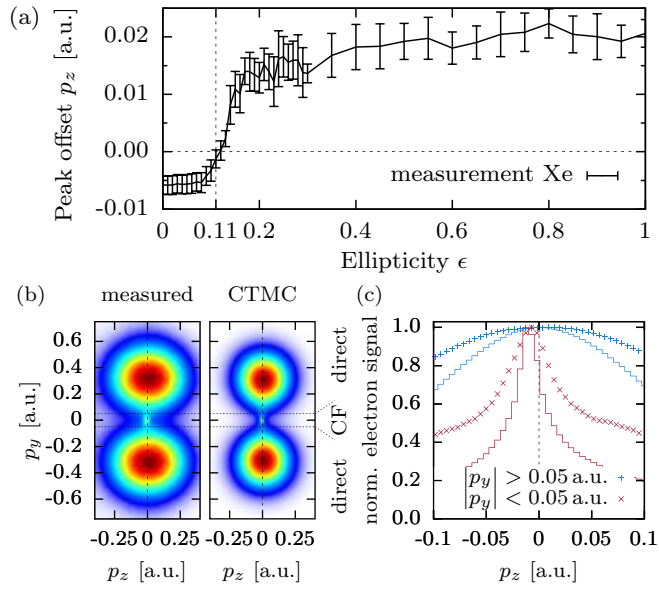 (a)
Peak offset p_z [a.u.]
0.02
0.01
0.00
-0.01
measurement Xe
0 0.11 0.2 0.4 0.6 0.8 1
Ellipticity ϵ
(b)
measured CTMC
p_y [a.u.]
0.6
0.4
0.2
0
-0.2
-0.4
-0.6
direct
CF
direct
-0.25 0 0.25 -0.25 0 0.25
p_z [a.u.] p_z [a.u.]
(c)
norm. electron signal
1.0
0.8
0.6
0.4
0.2
0.0
|p_y| > 0.05 a.u.
|p_y| < 0.05 a.u.
-0.1 -0.05 0 0.05 0.1
p_z [a.u.]